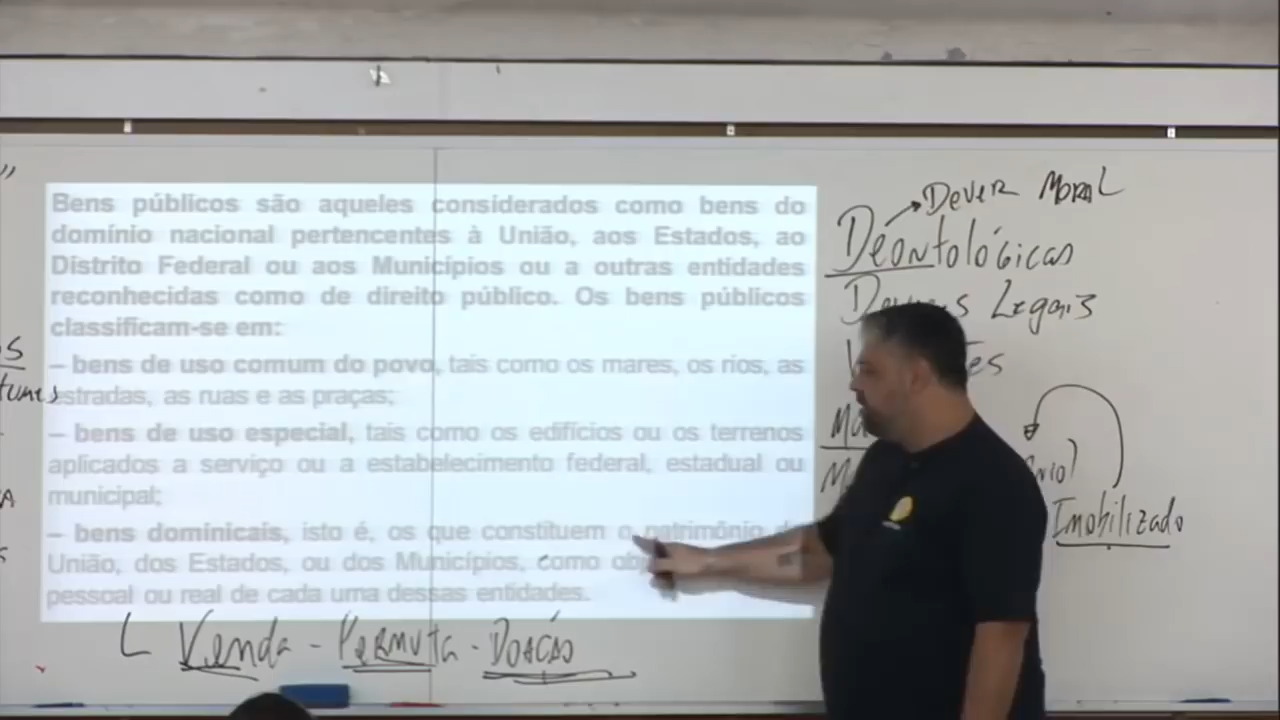 Bens públicos são aqueles considerados como bens do
domínio nacional pertencentes à União, aos Estados, ao
Distrito Federal ou aos Municípios ou a outras entidades
reconhecidas como de direito público. Os bens públicos
classificam-se em:
– bens de uso comum do povo, tais como os mares, os rios, as
estradas, as ruas e as praças;
– bens de uso especial, tais como os edifícios ou os terrenos
aplicados a serviço ou a estabelecimento federal, estadual ou
municipal;
– bens dominicais, isto é, os que constituem o patrimônio
União, dos Estados, ou dos Municípios, como
pessoal ou real de cada uma dessas entidades.
Venda - Permuta - Doação
Dever Moral
Deontológicas
Legais
Imobilizado